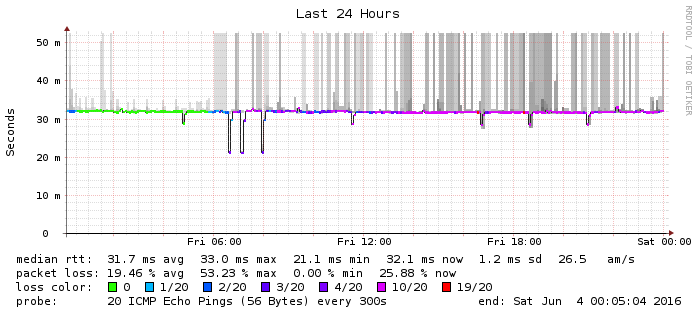 Last 24 Hours
RRDTOOL / TOBI OETIKER
Seconds
50 m
40 m
30 m
20 m
10 m
0
Fri 06:00 Fri 12:00 Fri 18:00 Sat 00:00
median rtt: 31.7 ms avg 33.0 ms max 21.1 ms min 32.1 ms now 1.2 ms sd 26.5 am/s
packet loss: 19.46 % avg 53.23 % max 0.00 % min 25.88 % now
loss color: 0 1/20 2/20 3/20 4/20 10/20 19/20
probe: 20 ICMP Echo Pings (56 Bytes) every 300s end: Sat Jun 4 00:05:04 2016